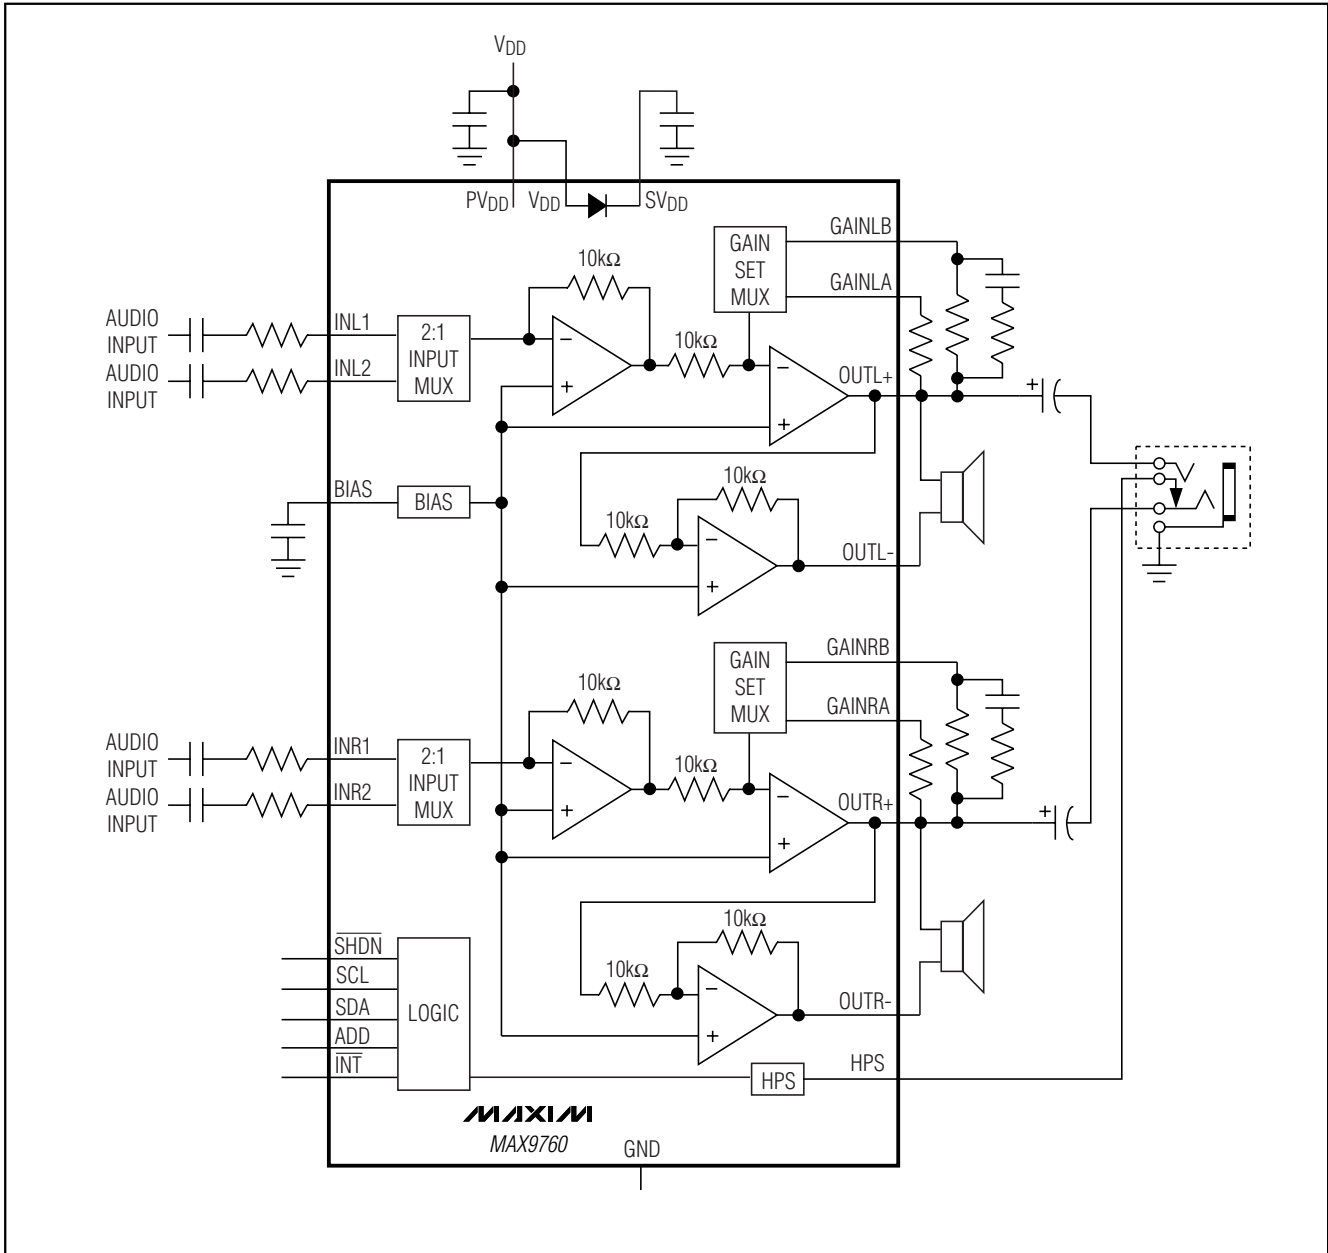 VDD
PVDD VDD SVDD
10kΩ
GAIN
SET
MUX
GAINLB
GAINLA
AUDIO
INPUT
INL1
2:1
INPUT
MUX
AUDIO
INPUT
INL2
10kΩ
−
+
−
+
OUTL+
+
BIAS
BIAS
10kΩ
10kΩ
−
+
OUTL-
10kΩ
GAIN
SET
MUX
GAINRB
GAINRA
AUDIO
INPUT
INR1
2:1
INPUT
MUX
AUDIO
INPUT
INR2
10kΩ
−
+
−
+
OUTR+
+
10kΩ
10kΩ
−
+
OUTR-
SHDN
SCL
SDA
ADD
INT
LOGIC
HPS
HPS
MAXIM
MAX9760
GND